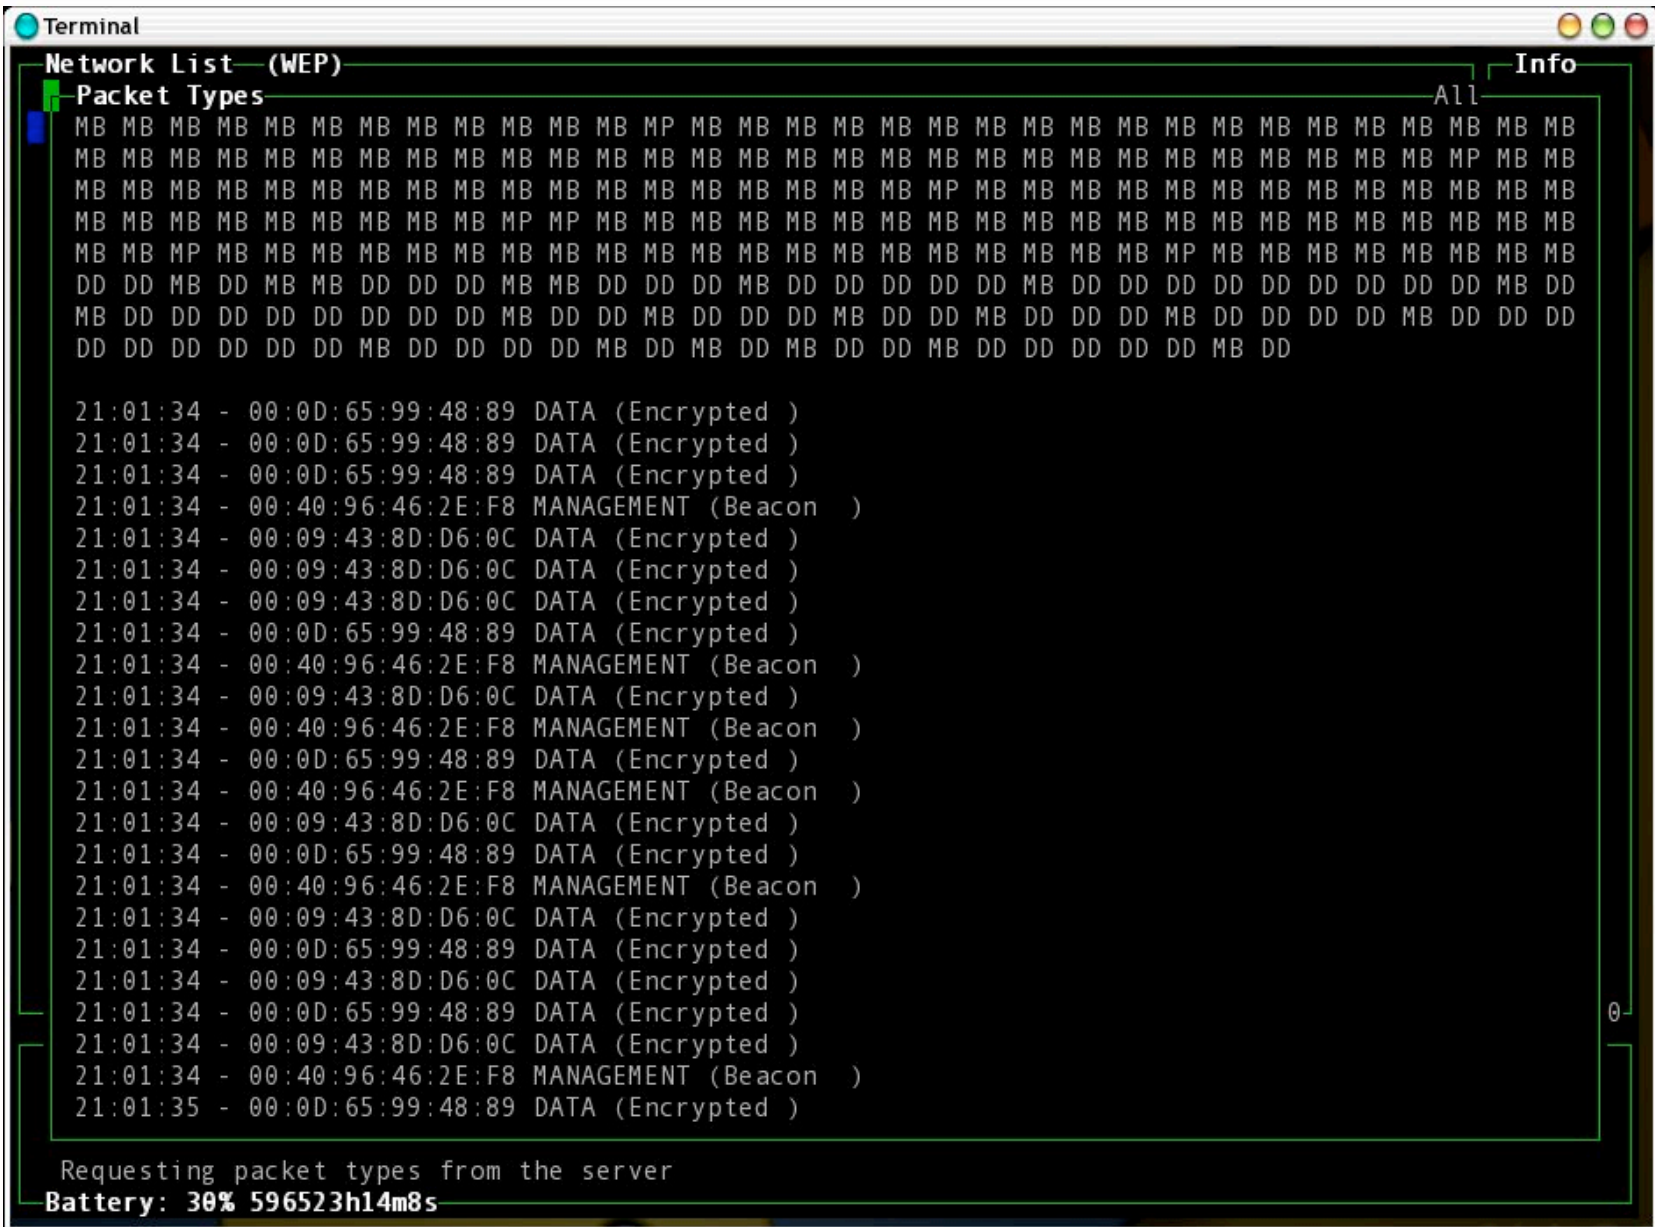 Terminal
Network List (WEP) Info
Packet Types All
MB MB MB MB MB MB MB MB MB MB MB MB MP MB MB MB MB MB MB MB MB MB MB MB MB MB MB MB MB MB MB MB
MB MB MB MB MB MB MB MB MB MB MB MB MB MB MB MB MB MB MB MB MB MB MB MB MB MB MB MB MB MP MB MB
MB MB MB MB MB MB MB MB MB MB MB MB MB MB MB MB MB MB MP MB MB MB MB MB MB MB MB MB MB MB MB MB
MB MB MB MB MB MB MB MB MB MP MP MB MB MB MB MB MB MB MB MB MB MB MB MB MB MB MB MB MB MB MB MB
MB MB MP MB MB MB MB MB MB MB MB MB MB MB MB MB MB MB MB MB MB MB MB MP MB MB MB MB MB MB MB MB
DD DD MB DD MB MB DD DD DD MB MB DD DD DD MB DD DD DD DD DD MB DD DD DD DD DD DD DD DD DD MB DD
MB DD DD DD DD DD DD DD DD MB DD DD MB DD DD DD MB DD DD MB DD DD DD MB DD DD DD DD MB DD DD DD
DD DD DD DD DD DD MB DD DD DD DD MB DD MB DD MB DD DD MB DD DD DD DD DD MB DD
21:01:34 - 00:0D:65:99:48:89 DATA (Encrypted )
21:01:34 - 00:0D:65:99:48:89 DATA (Encrypted )
21:01:34 - 00:0D:65:99:48:89 DATA (Encrypted )
21:01:34 - 00:40:96:46:2E:F8 MANAGEMENT (Beacon  )
21:01:34 - 00:09:43:8D:D6:0C DATA (Encrypted )
21:01:34 - 00:09:43:8D:D6:0C DATA (Encrypted )
21:01:34 - 00:09:43:8D:D6:0C DATA (Encrypted )
21:01:34 - 00:0D:65:99:48:89 DATA (Encrypted )
21:01:34 - 00:40:96:46:2E:F8 MANAGEMENT (Beacon  )
21:01:34 - 00:09:43:8D:D6:0C DATA (Encrypted )
21:01:34 - 00:40:96:46:2E:F8 MANAGEMENT (Beacon  )
21:01:34 - 00:0D:65:99:48:89 DATA (Encrypted )
21:01:34 - 00:40:96:46:2E:F8 MANAGEMENT (Beacon  )
21:01:34 - 00:09:43:8D:D6:0C DATA (Encrypted )
21:01:34 - 00:0D:65:99:48:89 DATA (Encrypted )
21:01:34 - 00:40:96:46:2E:F8 MANAGEMENT (Beacon  )
21:01:34 - 00:09:43:8D:D6:0C DATA (Encrypted )
21:01:34 - 00:0D:65:99:48:89 DATA (Encrypted )
21:01:34 - 00:09:43:8D:D6:0C DATA (Encrypted )
21:01:34 - 00:0D:65:99:48:89 DATA (Encrypted ) 0
21:01:34 - 00:09:43:8D:D6:0C DATA (Encrypted )
21:01:34 - 00:40:96:46:2E:F8 MANAGEMENT (Beacon  )
21:01:35 - 00:0D:65:99:48:89 DATA (Encrypted )
Requesting packet types from the server
Battery: 30% 596523h14m8s